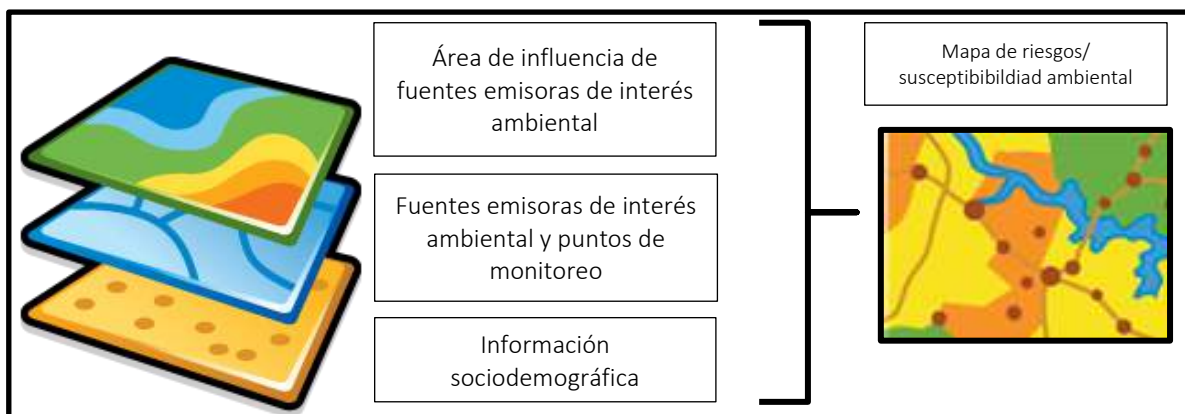 Área de influencia de
fuentes emisoras de interés
ambiental
Fuentes emisoras de interés
ambiental y puntos de
monitoreo
Información
sociodemográfica
Mapa de riesgos/
susceptibibildiad ambiental